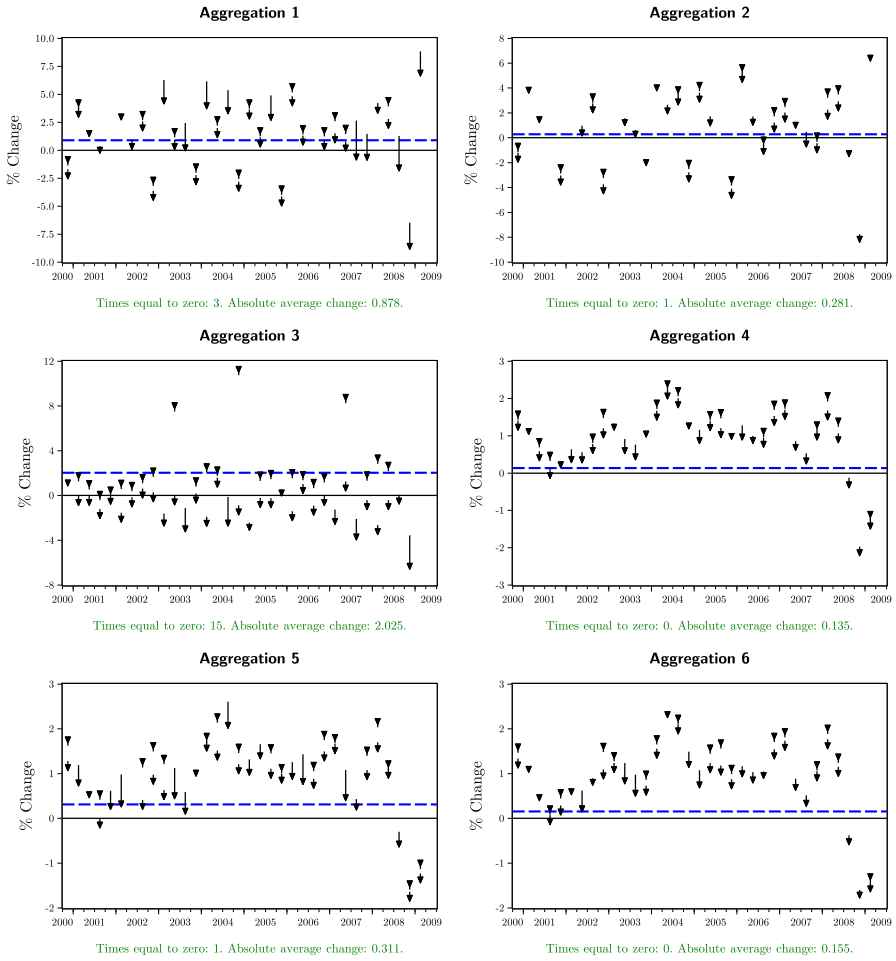 Aggregation 1
Aggregation 2
10.0
7.5
5.0
2.5
0.0
-2.5
-5.0
-7.5
-10.0
% Change
2000 2001 2002 2003 2004 2005 2006 2007 2008 2009
Times equal to zero: 3. Absolute average change: 0.878.
8
6
4
2
0
-2
-4
-6
-8
-10
% Change
2000 2001 2002 2003 2004 2005 2006 2007 2008 2009
Times equal to zero: 1. Absolute average change: 0.281.
Aggregation 3
Aggregation 4
12
8
4
0
-4
-8
% Change
2000 2001 2002 2003 2004 2005 2006 2007 2008 2009
Times equal to zero: 15. Absolute average change: 2.025.
3
2
1
0
-1
-2
-3
% Change
2000 2001 2002 2003 2004 2005 2006 2007 2008 2009
Times equal to zero: 0. Absolute average change: 0.135.
Aggregation 5
Aggregation 6
3
2
1
0
-1
-2
% Change
2000 2001 2002 2003 2004 2005 2006 2007 2008 2009
Times equal to zero: 1. Absolute average change: 0.311.
3
2
1
0
-1
-2
% Change
2000 2001 2002 2003 2004 2005 2006 2007 2008 2009
Times equal to zero: 0. Absolute average change: 0.155.